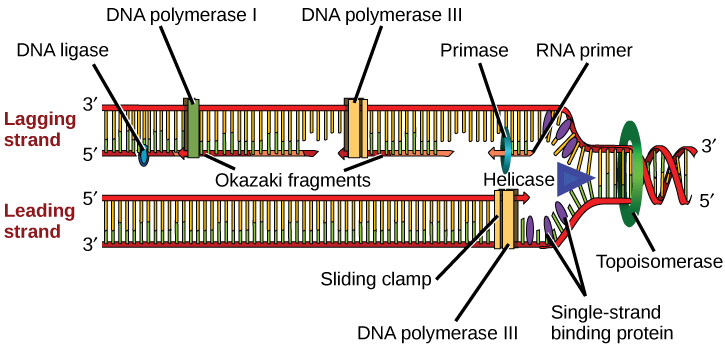 DNA polymerase I
DNA polymerase III
DNA ligase
Primase
RNA primer
3′
Lagging
strand
5′
Okazaki fragments
3′
Helicase
5′
5′
Leading
strand
3′
Topoisomerase
Sliding clamp
Single-strand
binding protein
DNA polymerase III